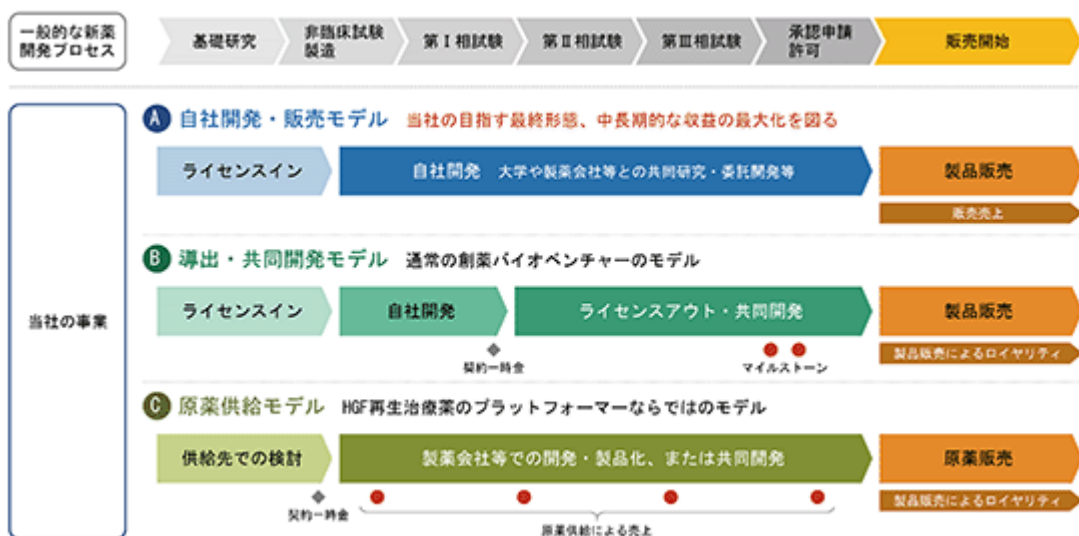 一般的な新薬
開発プロセス
基礎研究
非臨床試験
製造
第Ⅰ相試験
第Ⅱ相試験
第Ⅲ相試験
承認申請
許可
販売開始
当社の事業
A 自社開発・販売モデル 当社の目指す最終形態、中長期的な収益の最大化を図る
ライセンスイン
自社開発 大学や製薬会社等との共同研究・委託開発等
製品販売
販売売上
B 導出・共同開発モデル 通常の創薬バイオベンチャーのモデル
ライセンスイン
自社開発
ライセンスアウト・共同開発
製品販売
契約一時金
マイルストーン
製品販売によるロイヤリティ
C 原薬供給モデル HGF再生治療薬のプラットフォーマーならではのモデル
供給先での検討
製薬会社等での開発・製品化、または共同開発
原薬販売
契約一時金
原薬供給による売上
製品販売によるロイヤリティ